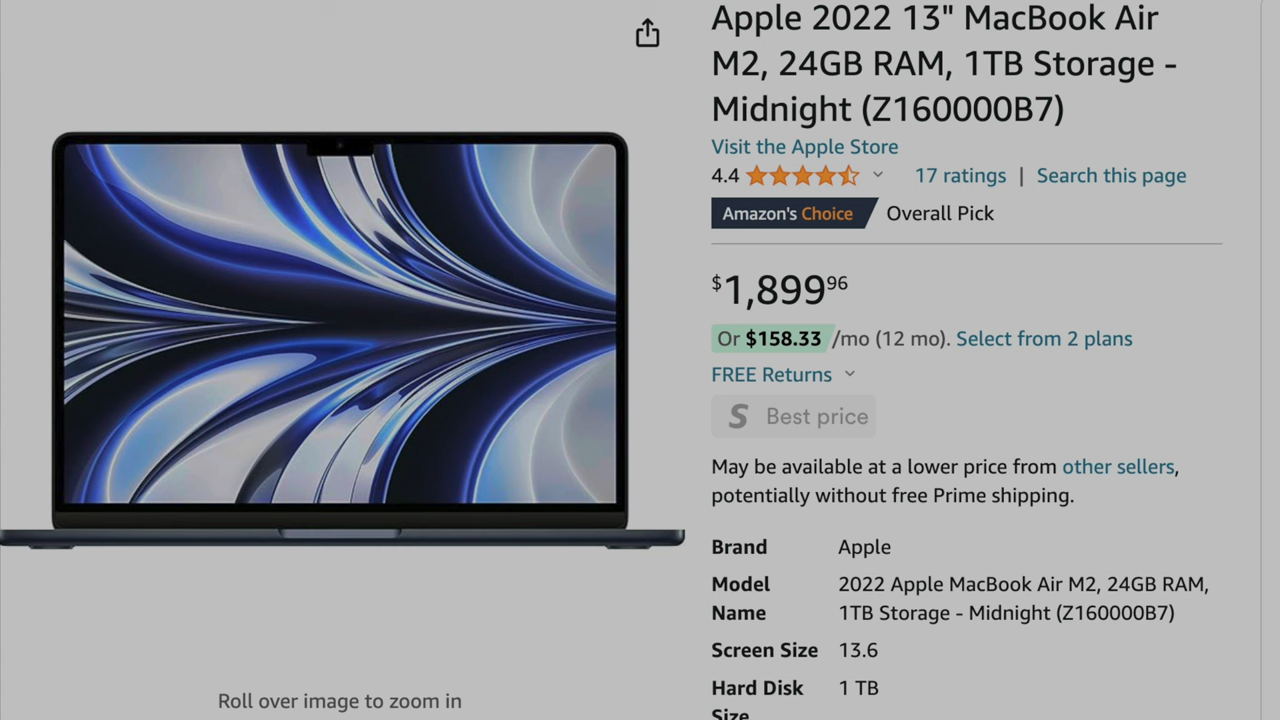 Apple 2022 13" MacBook Air
M2, 24GB RAM, 1TB Storage -
Midnight (Z160000B7)
Visit the Apple Store
4.4
17 ratings | Search this page
Amazon's Choice Overall Pick
$1,89996
Or $158.33 /mo (12 mo). Select from 2 plans
FREE Returns
S Best price
May be available at a lower price from other sellers,
potentially without free Prime shipping.
Brand Apple
Model 2022 Apple MacBook Air M2, 24GB RAM,
Name 1TB Storage - Midnight (Z160000B7)
Screen Size 13.6
Hard Disk 1 TB
Size
Roll over image to zoom in